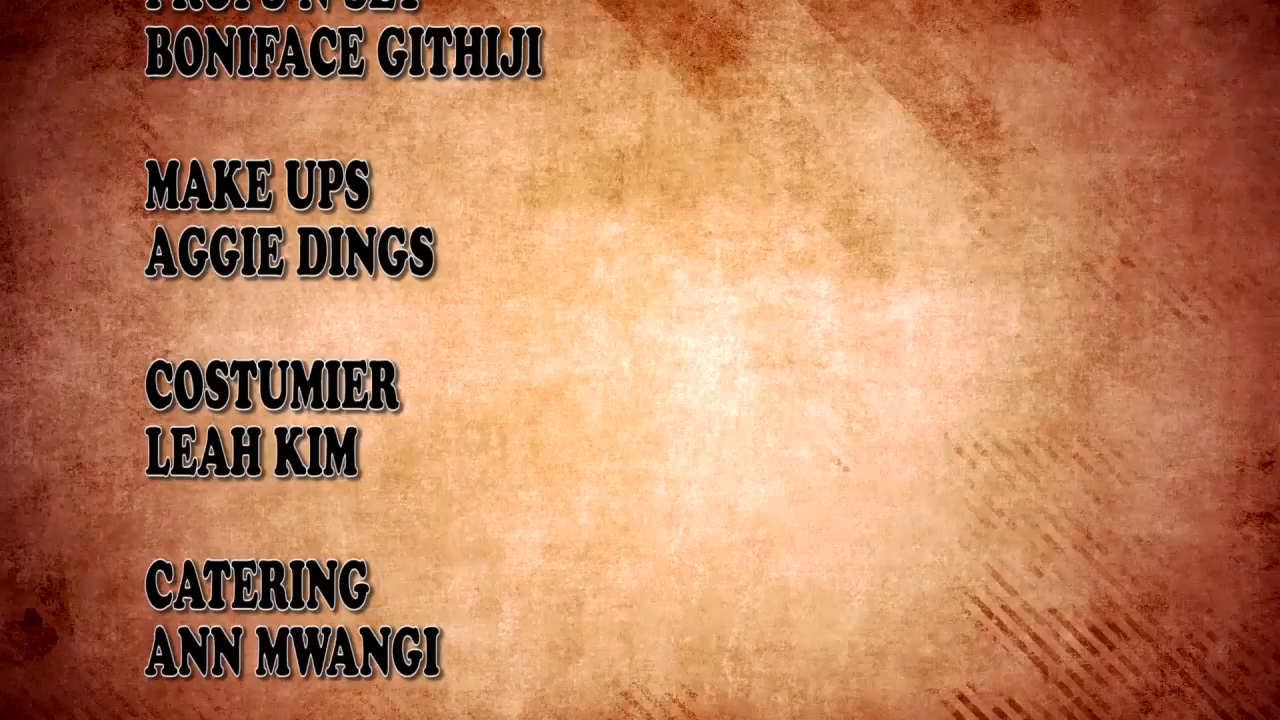 BONIFACE GITHIJI
MAKE UPS
AGGIE DINGS
COSTUMIER
LEAH KIM
CATERING
ANN MWANGI